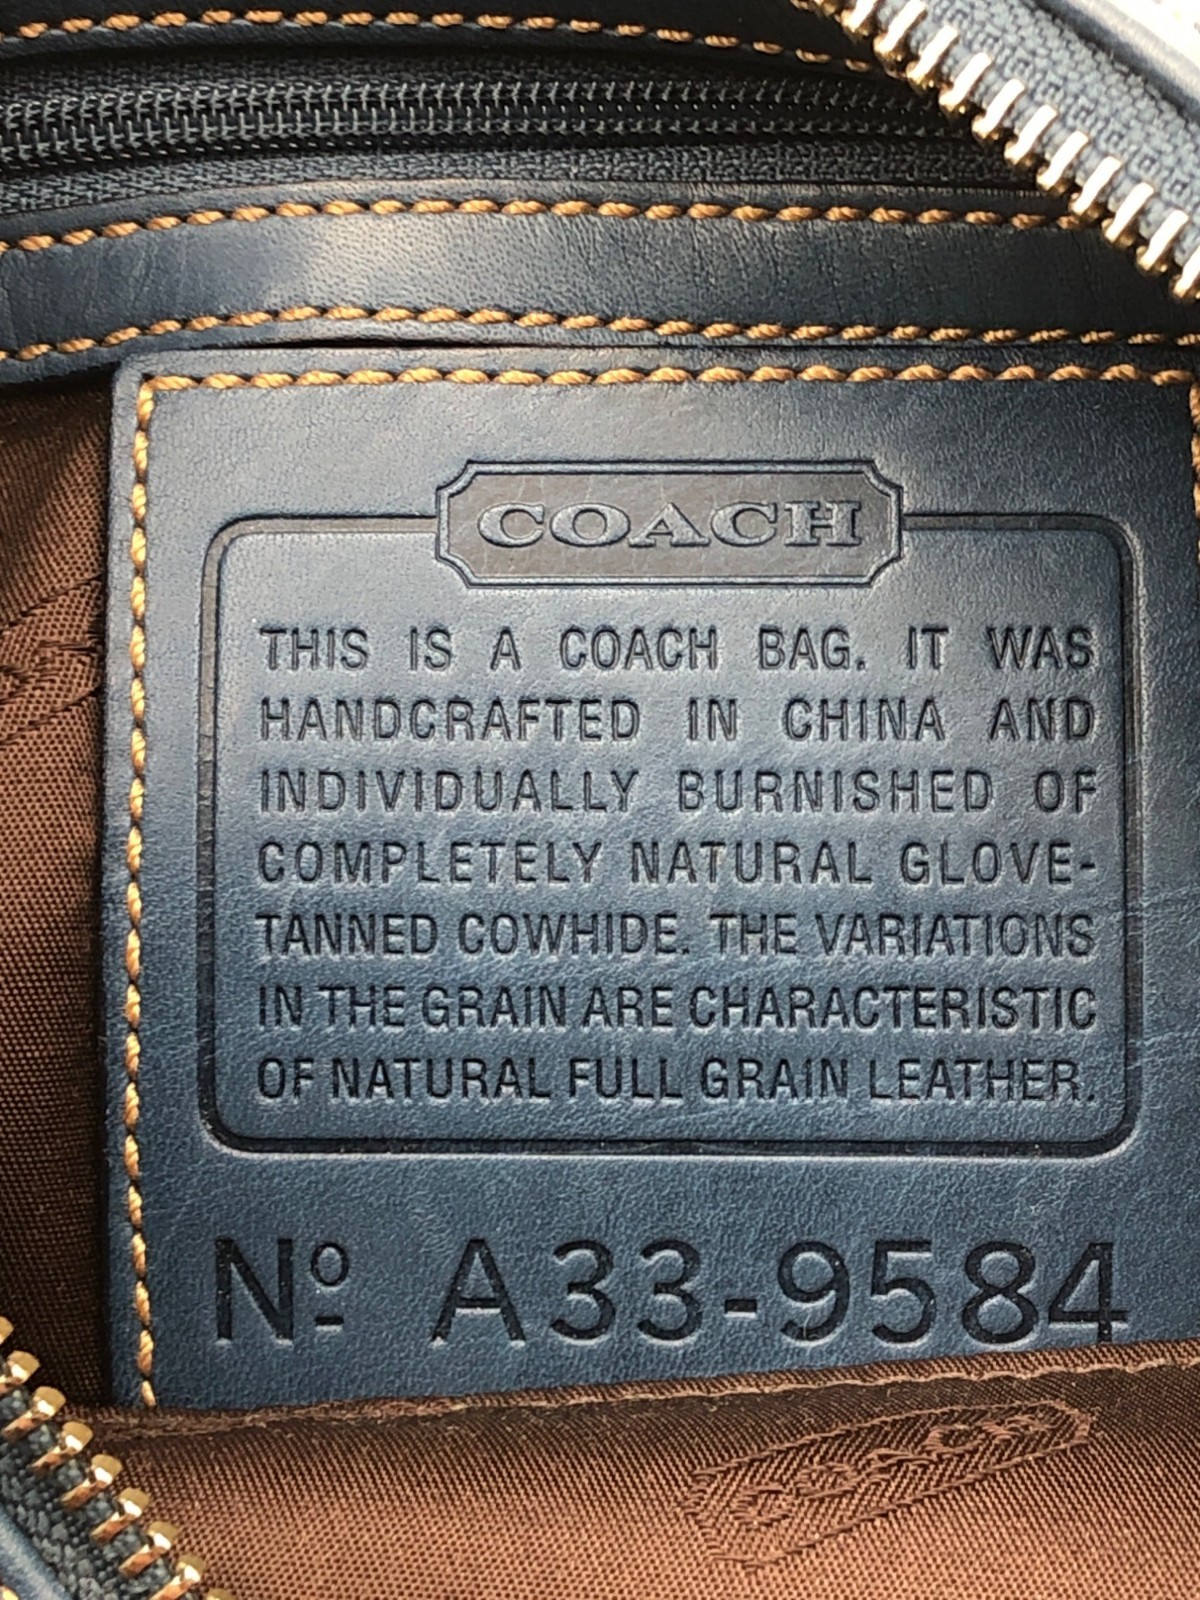 COACH
THIS IS A COACH BAG. IT WAS
HANDCRAFTED IN CHINA AND
INDIVIDUALLY BURNISHED OF
COMPLETELY NATURAL GLOVE-
TANNED COWHIDE. THE VARIATIONS
IN THE GRAIN ARE CHARACTERISTIC
OF NATURAL FULL GRAIN LEATHER.
Nº A33-9584
Coach